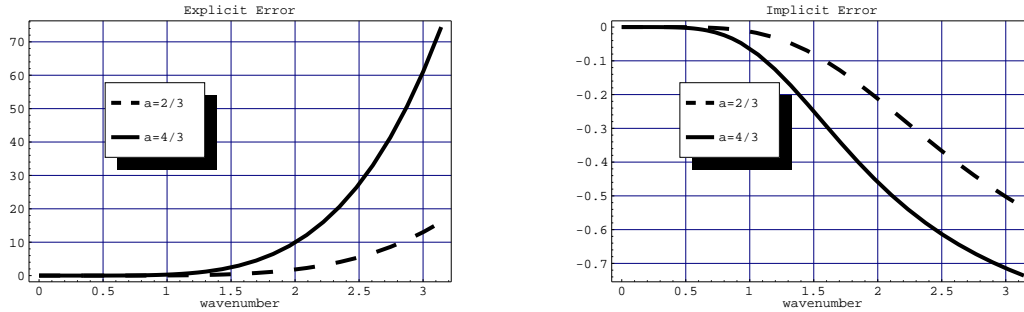 Explicit Error
70
60
50
40
30
20
10
0
a=2/3
a=4/3
0 0.5 1 1.5 2 2.5 3
wavenumber
Implicit Error
0
-0.1
-0.2
-0.3
-0.4
-0.5
-0.6
-0.7
a=2/3
a=4/3
0 0.5 1 1.5 2 2.5 3
wavenumber